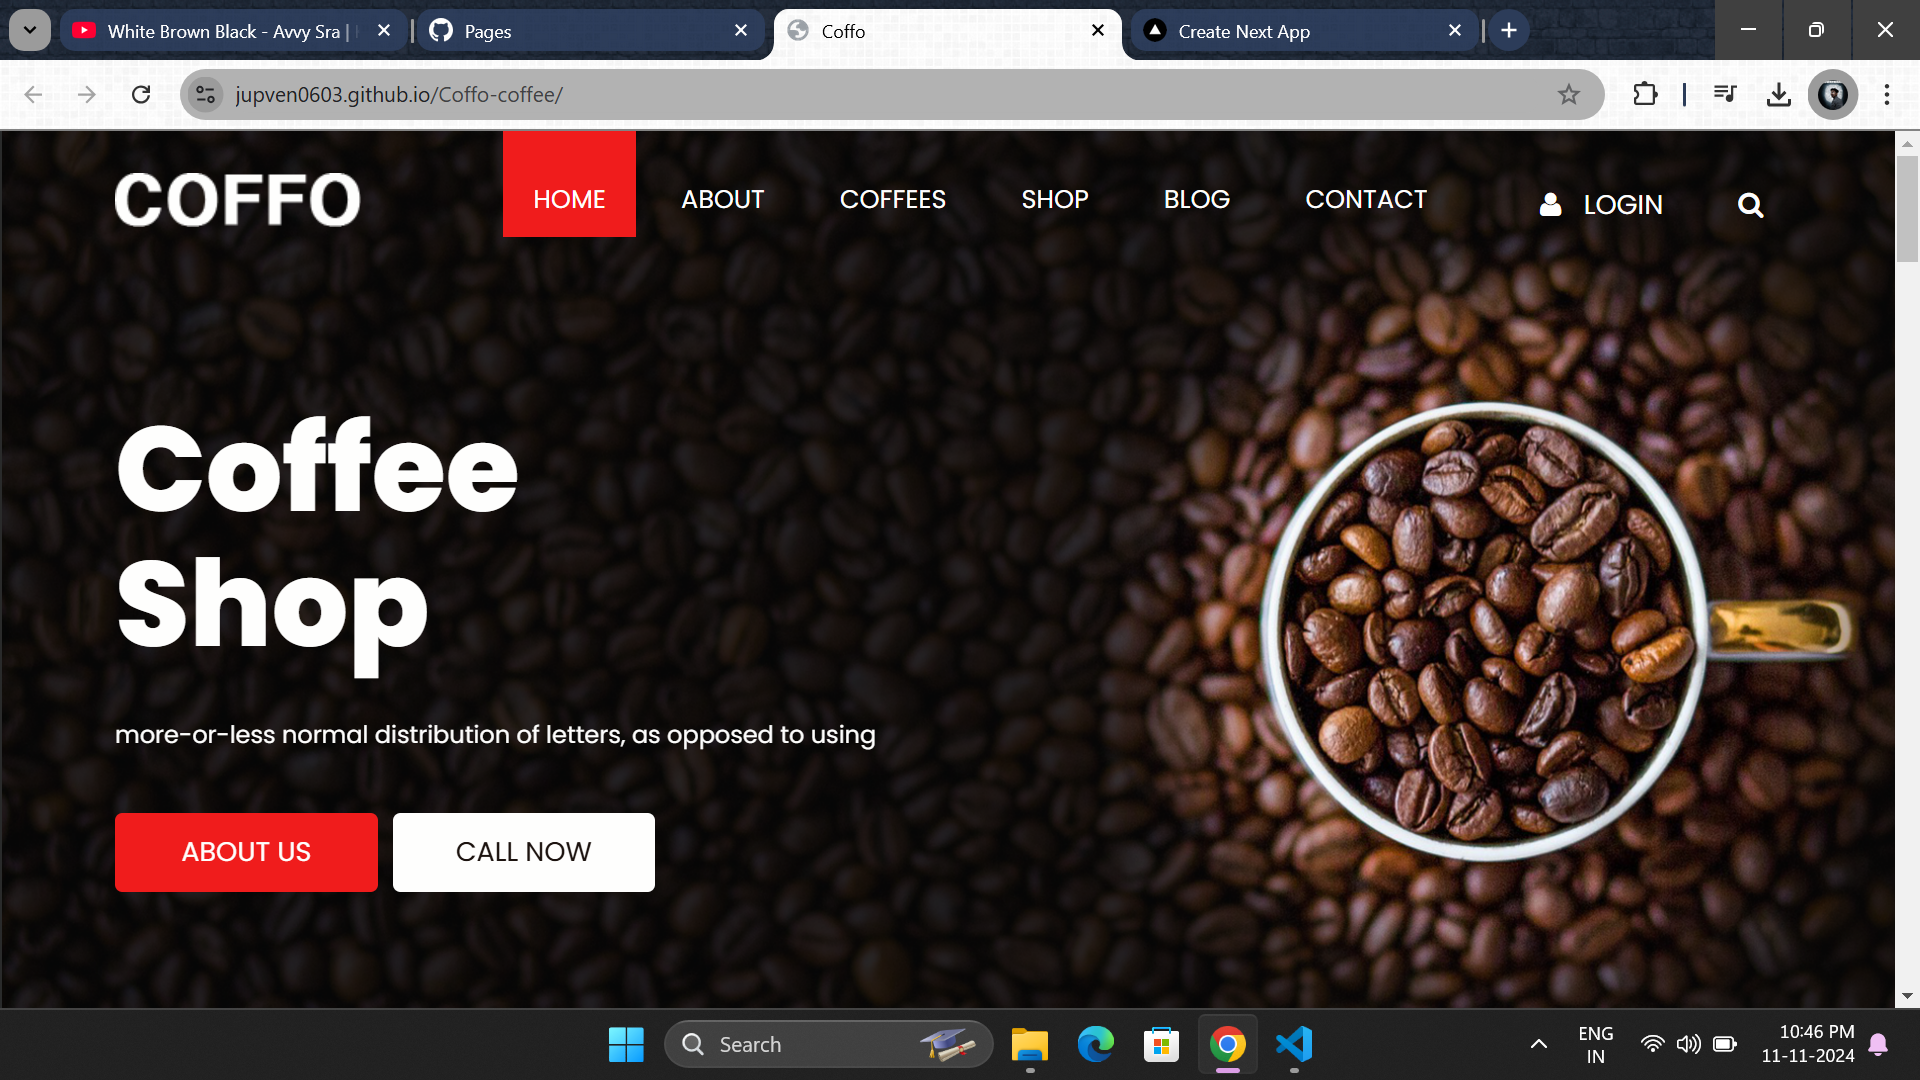 White Brown Black - Avvy Sra |
Pages
Coffo
Create Next App
jupven0603.github.io/Coffo-coffee/
COFFO
HOME
ABOUT
COFFEES
SHOP
BLOG
CONTACT
LOGIN
Coffee
Shop
more-or-less normal distribution of letters, as opposed to using
ABOUT US
CALL NOW
Search
ENG
IN
10:46 PM
11-11-2024